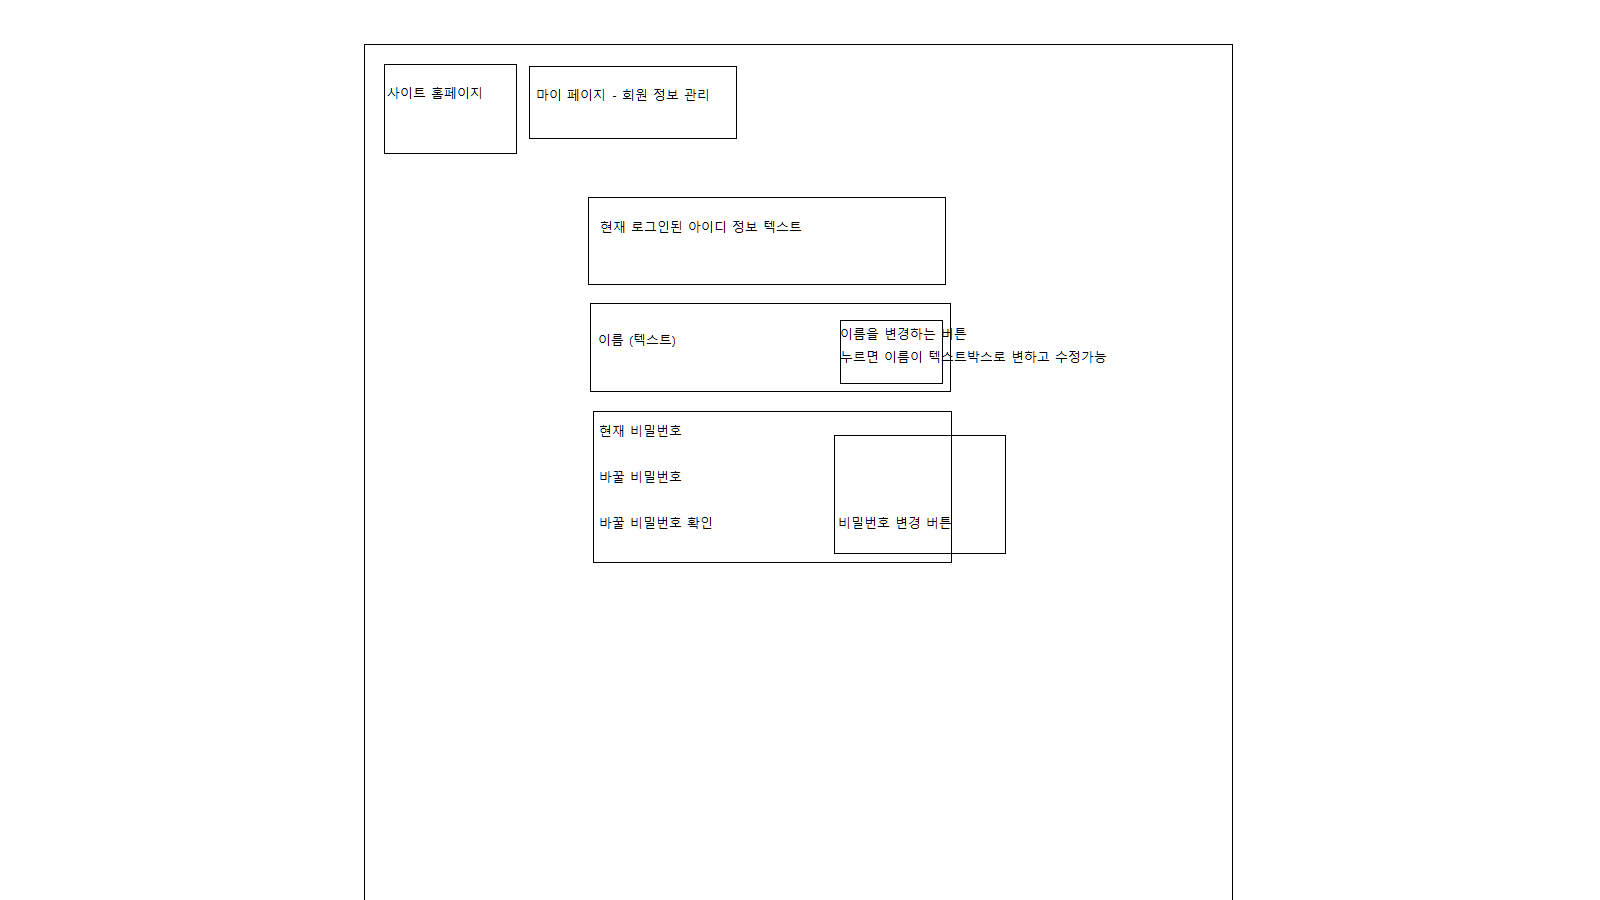 사이트 홈페이지
마이 페이지 - 회원 정보 관리
현재 로그인된 아이디 정보 텍스트
이름 (텍스트)
이름을 변경하는 버튼
누르면 이름이 텍스트박스로 변하고 수정가능
현재 비밀번호
바꿀 비밀번호
바꿀 비밀번호 확인
비밀번호 변경 버튼